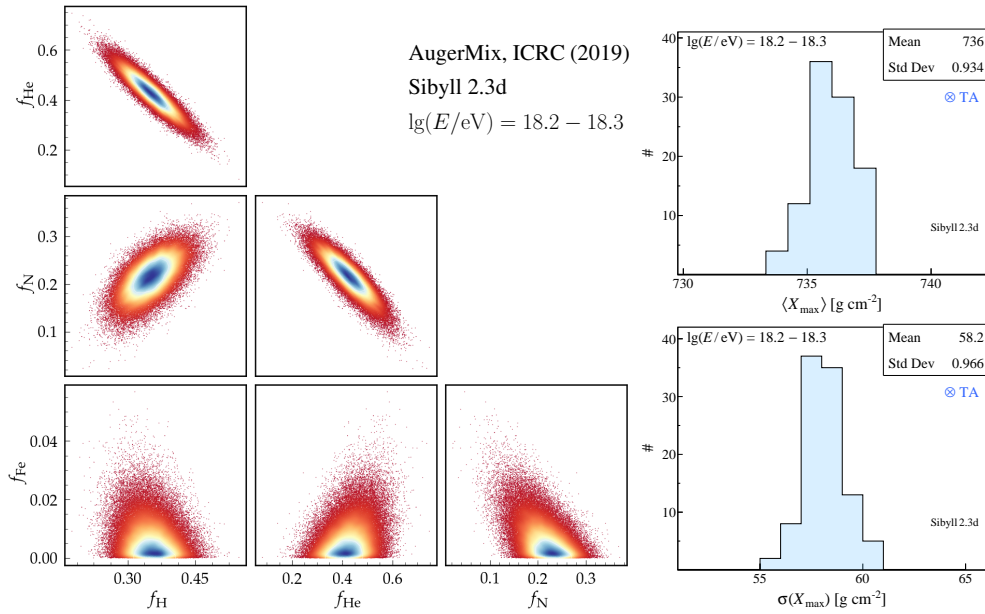 AugerMix, ICRC (2019)
Sibyll 2.3d
lg(E/eV) = 18.2 − 18.3
f_He
0.6
0.4
0.2
f_N
0.3
0.2
0.1
f_Fe
0.04
0.02
0.00
0.30 0.45
f_H
0.2 0.4 0.6
f_He
0.1 0.2 0.3
f_N
lg(E/eV) = 18.2 − 18.3
Mean 736
Std Dev 0.934
⊗ TA
#
40
30
20
10
Sibyll 2.3d
730 740
⟨X_max⟩ [g cm⁻²]
lg(E/eV) = 18.2 − 18.3
Mean 58.2
Std Dev 0.966
⊗ TA
#
40
30
20
10
Sibyll 2.3d
55 60 65
σ(X_max) [g cm⁻²]